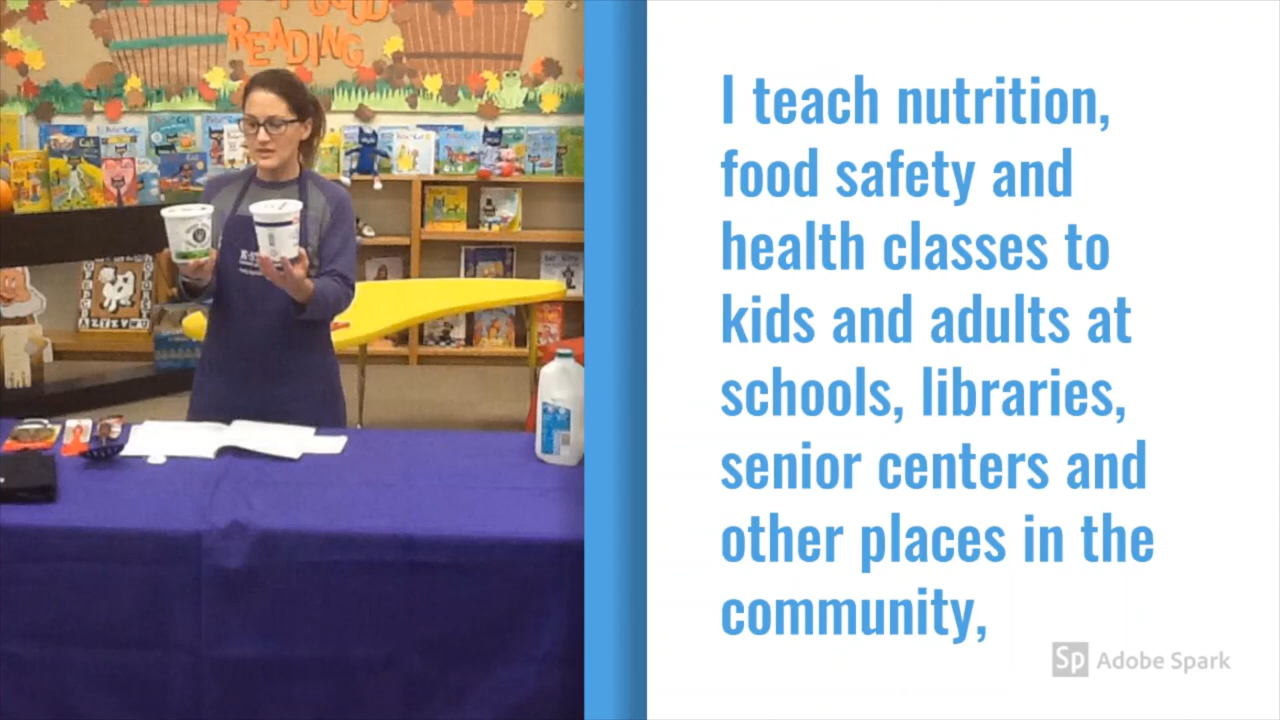 READING
I teach nutrition,
food safety and
health classes to
kids and adults at
schools, libraries,
senior centers and
other places in the
community,
Sp Adobe Spark